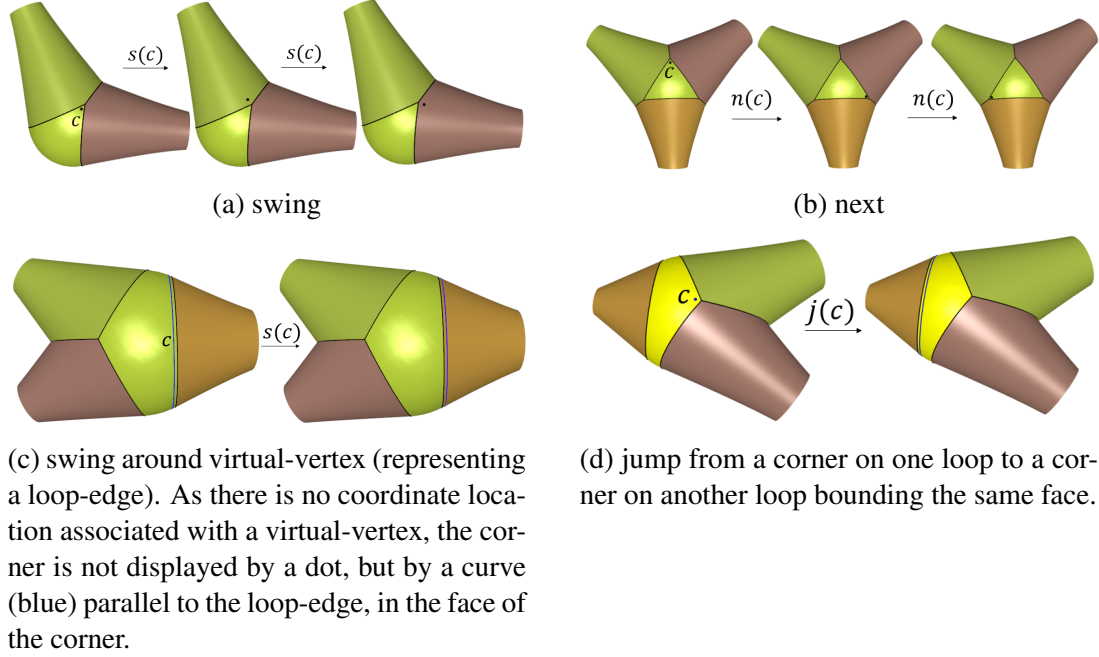 s(c) s(c)
c
(a) swing
c
n(c) n(c)
(b) next
c
s(c)
(c) swing around virtual-vertex (representing
a loop-edge). As there is no coordinate loca-
tion associated with a virtual-vertex, the cor-
ner is not displayed by a dot, but by a curve
(blue) parallel to the loop-edge, in the face of
the corner.
c
j(c)
(d) jump from a corner on one loop to a cor-
ner on another loop bounding the same face.